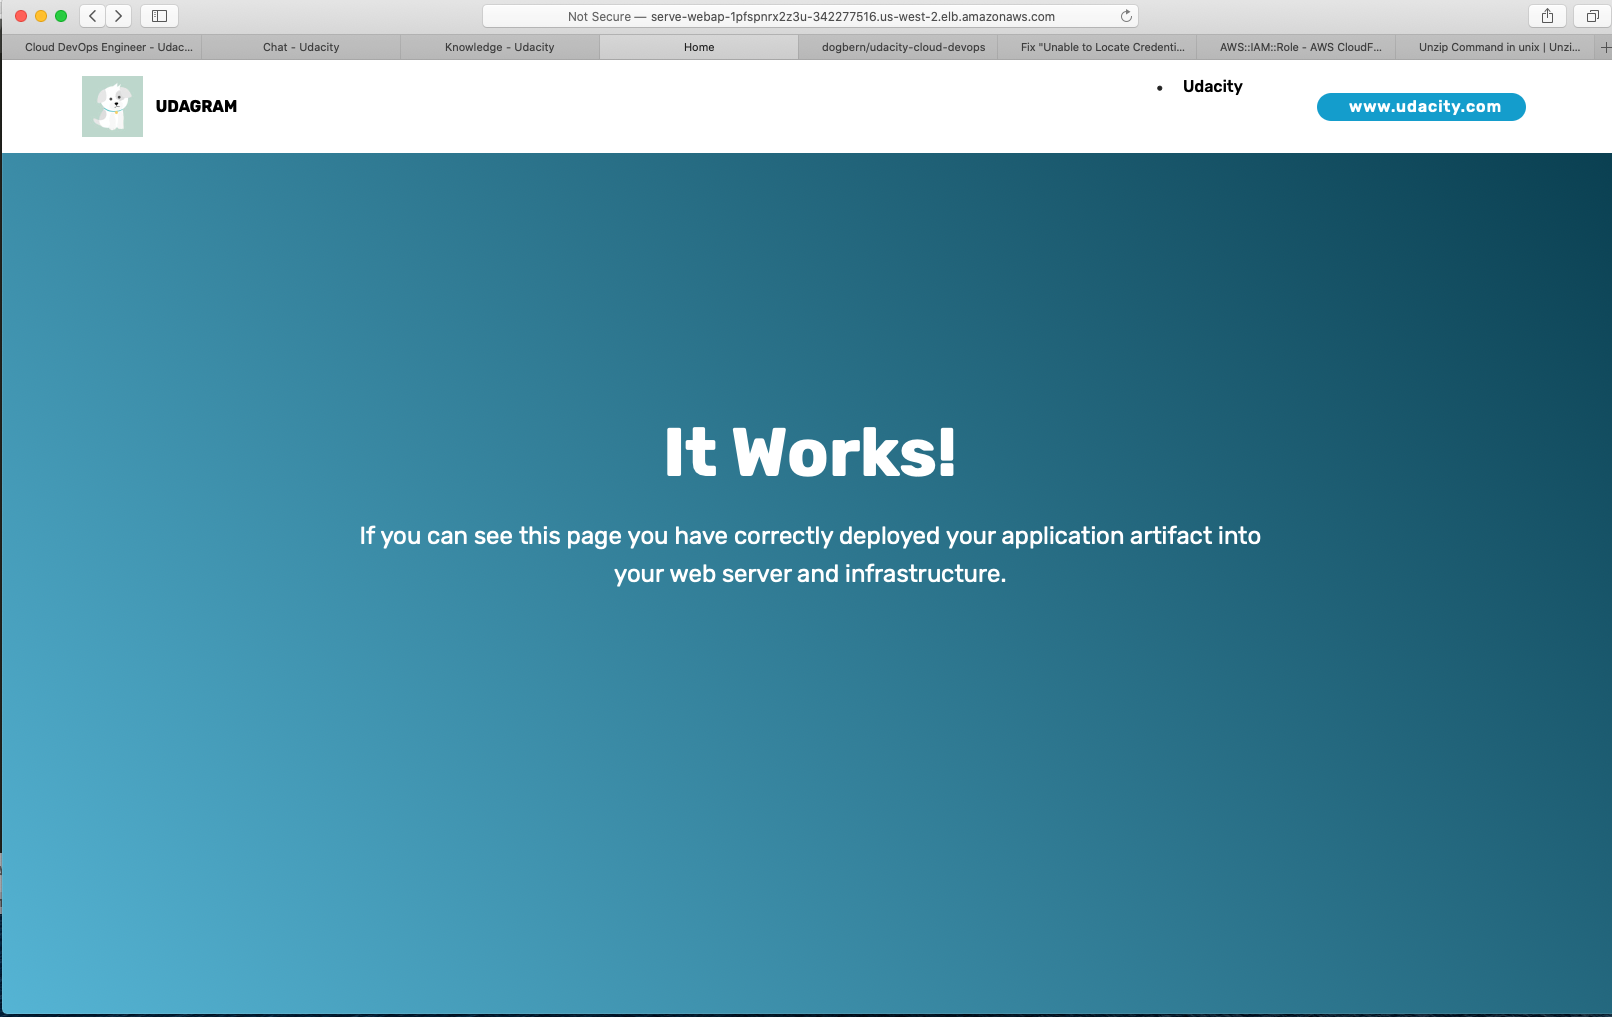 Not Secure — serve-webap-1pfspnrx2z3u-342277516.us-west-2.elb.amazonaws.com
Cloud DevOps Engineer - Udac...
Chat - Udacity
Knowledge - Udacity
Home
dogbern/udacity-cloud-devops
Fix "Unable to Locate Credenti...
AWS::IAM::Role - AWS CloudF...
Unzip Command in unix | Unzi...
UDAGRAM
• Udacity
www.udacity.com
It Works!
If you can see this page you have correctly deployed your application artifact into
your web server and infrastructure.